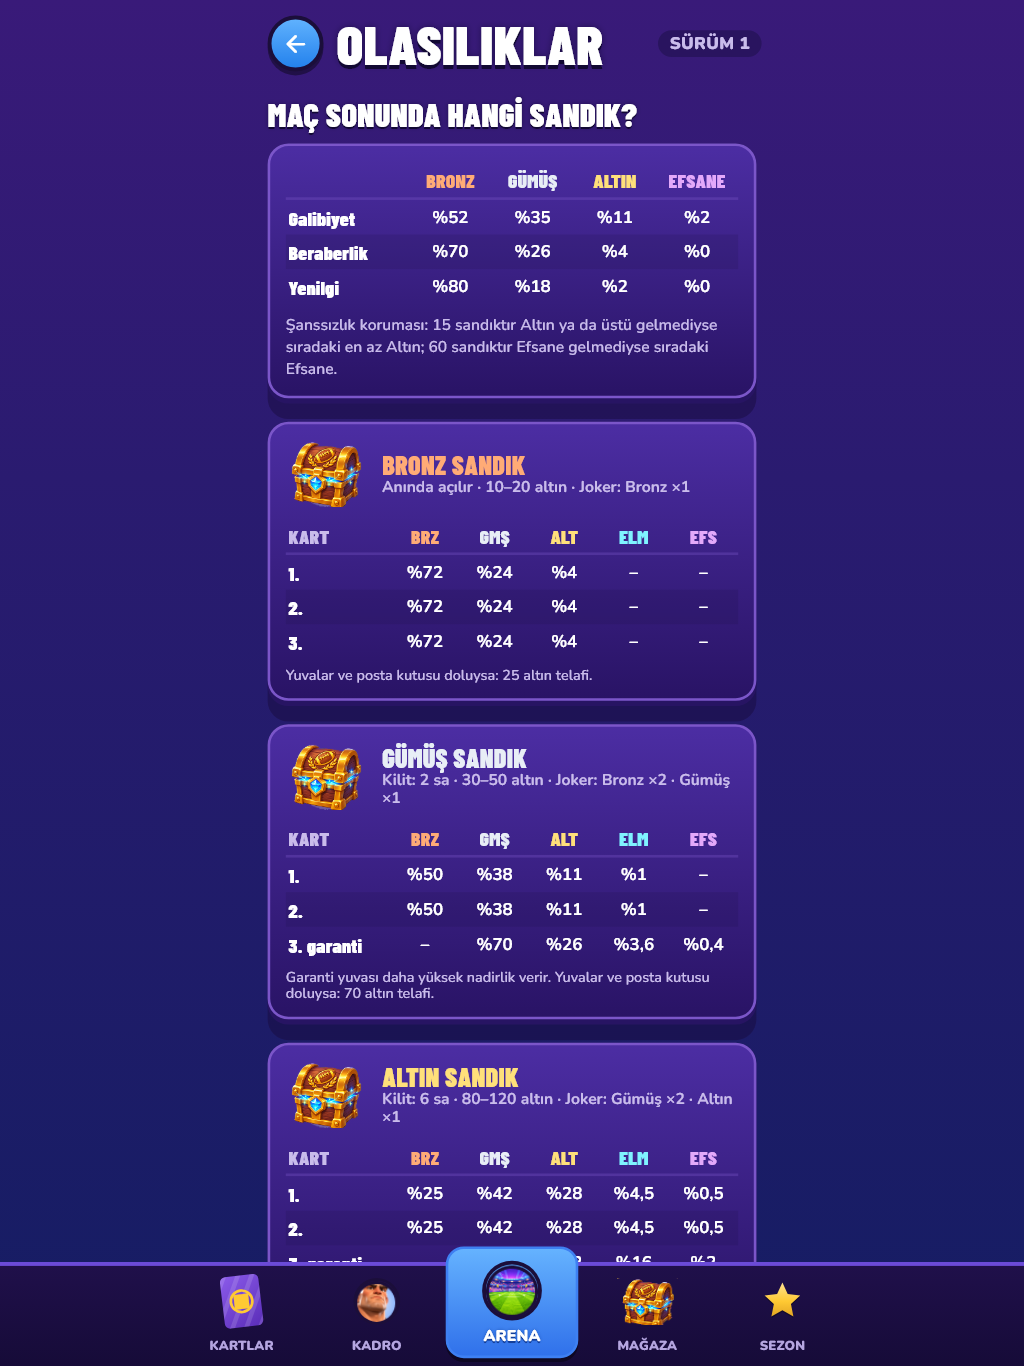 OLASILIKLAR
SÜRÜM 1
MAÇ SONUNDA HANGİ SANDIK?
BRONZ GÜMÜŞ ALTIN EFSANE
Galibiyet %52 %35 %11 %2
Beraberlik %70 %26 %4 %0
Yenilgi %80 %18 %2 %0
Şanssızlık koruması: 15 sandıktır Altın ya da üstü gelmediyse
sıradaki en az Altın; 60 sandıktır Efsane gelmediyse sıradaki
Efsane.
BRONZ SANDIK
Anında açılır · 10–20 altın · Joker: Bronz ×1
KART BRZ GMŞ ALT ELM EFS
1. %72 %24 %4 – –
2. %72 %24 %4 – –
3. %72 %24 %4 – –
Yuvalar ve posta kutusu doluysa: 25 altın telafi.
GÜMÜŞ SANDIK
Kilit: 2 sa · 30–50 altın · Joker: Bronz ×2 · Gümüş
×1
KART BRZ GMŞ ALT ELM EFS
1. %50 %38 %11 %1 –
2. %50 %38 %11 %1 –
3. garanti – %70 %26 %3,6 %0,4
Garanti yuvası daha yüksek nadirlik verir. Yuvalar ve posta kutusu
doluysa: 70 altın telafi.
ALTIN SANDIK
Kilit: 6 sa · 80–120 altın · Joker: Gümüş ×2 · Altın
×1
KART BRZ GMŞ ALT ELM EFS
1. %25 %42 %28 %4,5 %0,5
2. %25 %42 %28 %4,5 %0,5
KARTLAR
KADRO
ARENA
MAĞAZA
SEZON